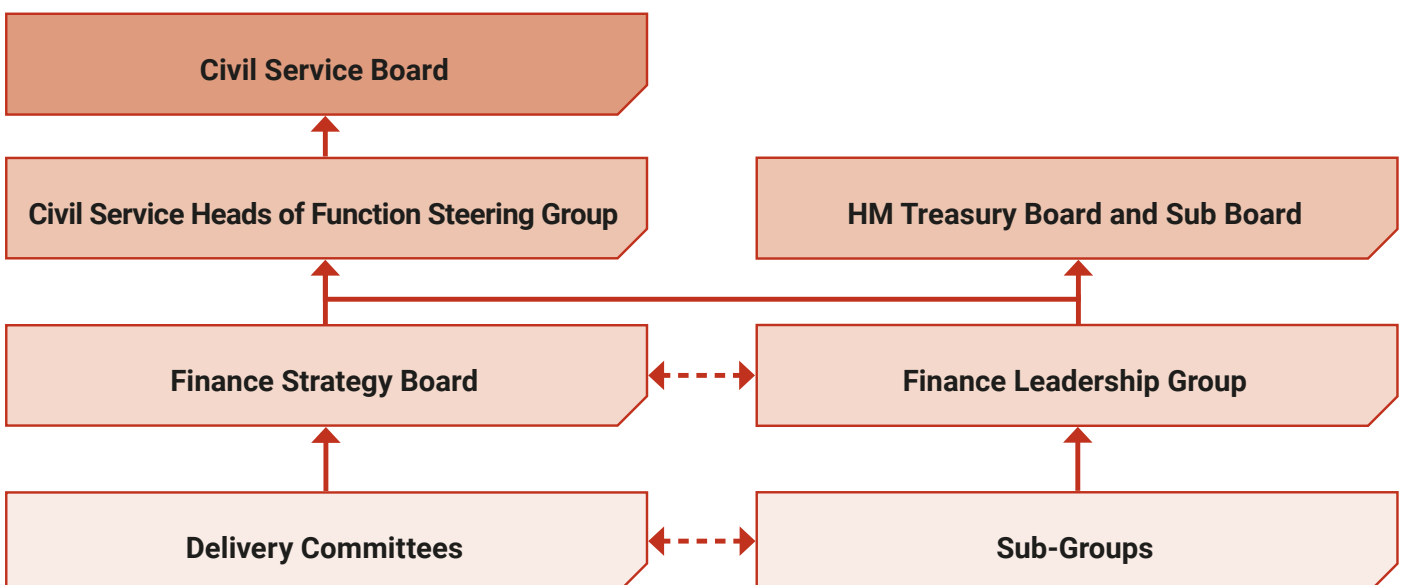 Civil Service Board
Civil Service Heads of Function Steering Group
HM Treasury Board and Sub Board
Finance Strategy Board
Finance Leadership Group
Delivery Committees
Sub-Groups